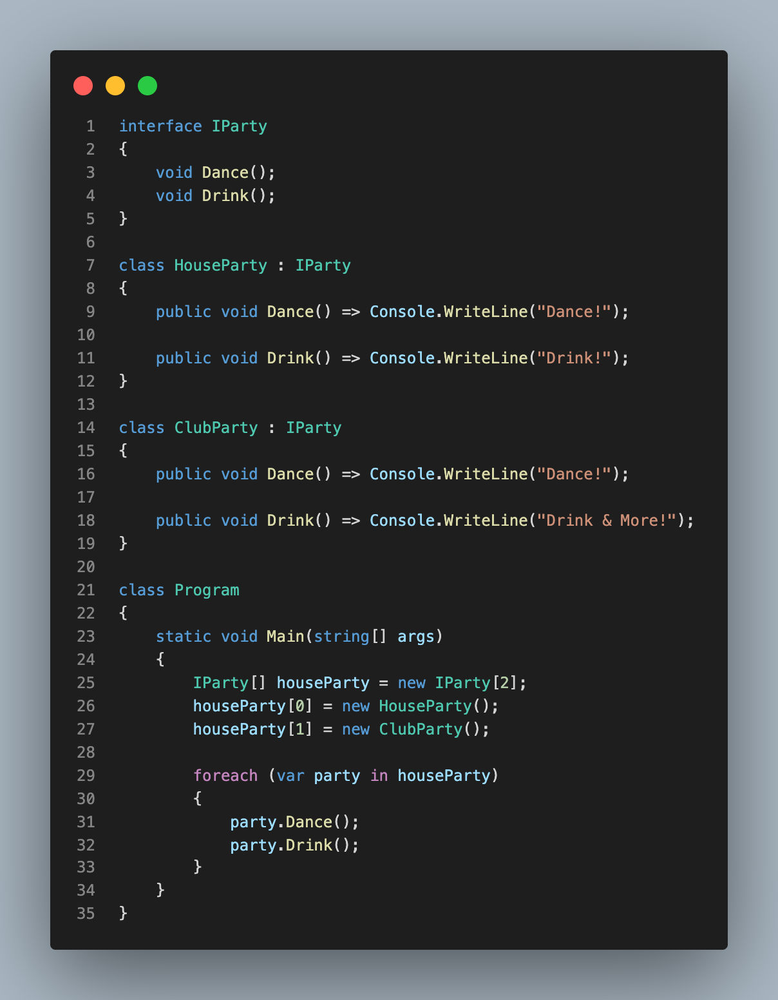 1 interface IParty
2 {
3     void Dance();
4     void Drink();
5 }
6
7 class HouseParty : IParty
8 {
9     public void Dance() => Console.WriteLine("Dance!");
10
11     public void Drink() => Console.WriteLine("Drink!");
12 }
13
14 class ClubParty : IParty
15 {
16     public void Dance() => Console.WriteLine("Dance!");
17
18     public void Drink() => Console.WriteLine("Drink & More!");
19 }
20
21 class Program
22 {
23     static void Main(string[] args)
24     {
25         IParty[] houseParty = new IParty[2];
26         houseParty[0] = new HouseParty();
27         houseParty[1] = new ClubParty();
28
29         foreach (var party in houseParty)
30         {
31             party.Dance();
32             party.Drink();
33         }
34     }
35 }